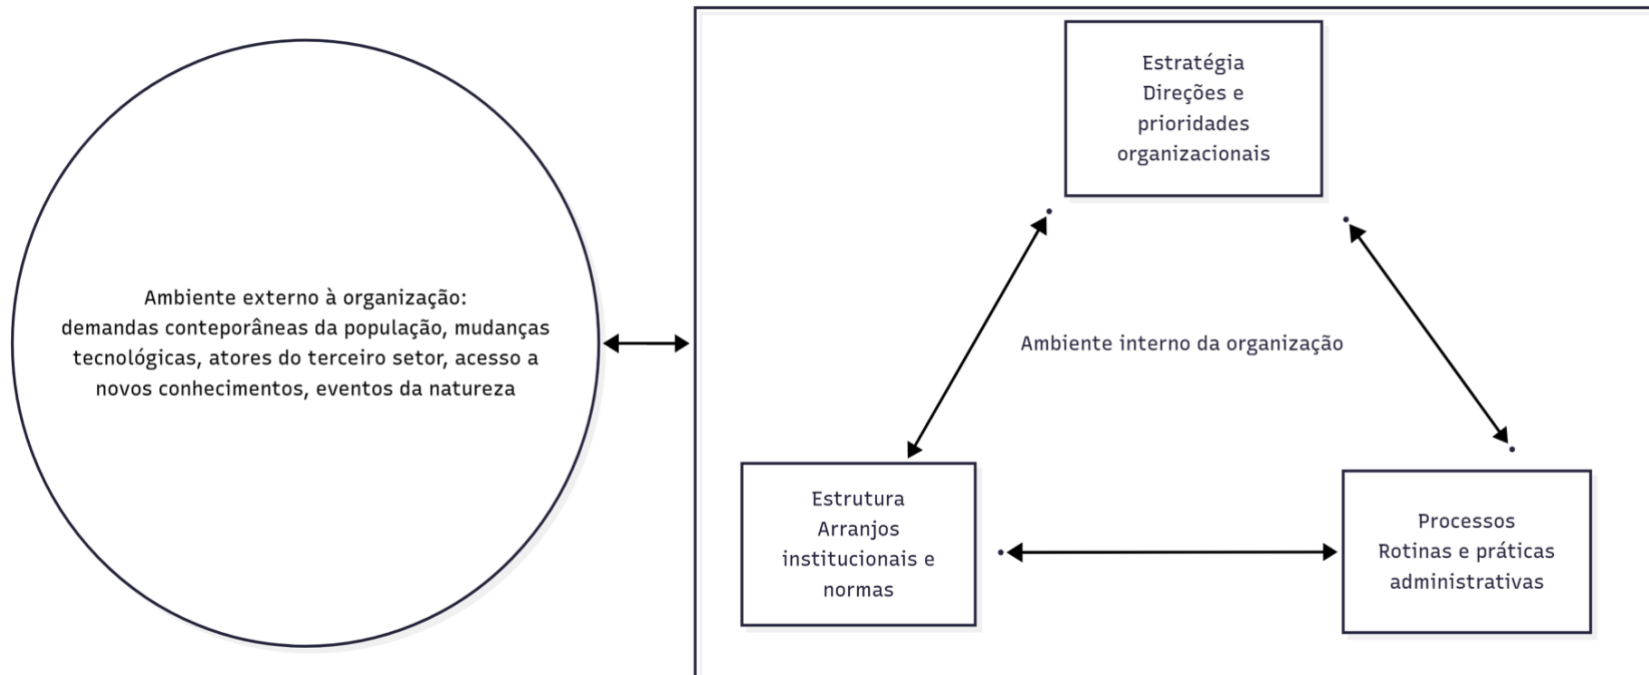 Ambiente externo à organização:
demandas conteporâneas da população, mudanças
tecnológicas, atores do terceiro setor, acesso a
novos conhecimentos, eventos da natureza
Estratégia
Direções e
prioridades
organizacionais
Ambiente interno da organização
Estrutura
Arranjos
institucionais e
normas
Processos
Rotinas e práticas
administrativas